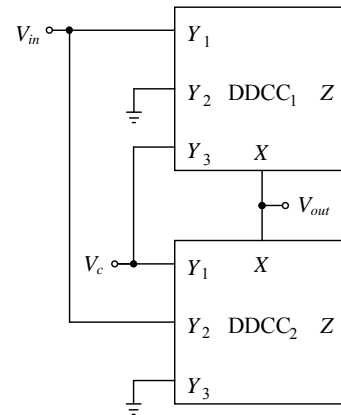 V_in
Y_1
Y_2 DDCC_1 Z
Y_3 X
V_out
V_c
Y_1 X
Y_2 DDCC_2 Z
Y_3